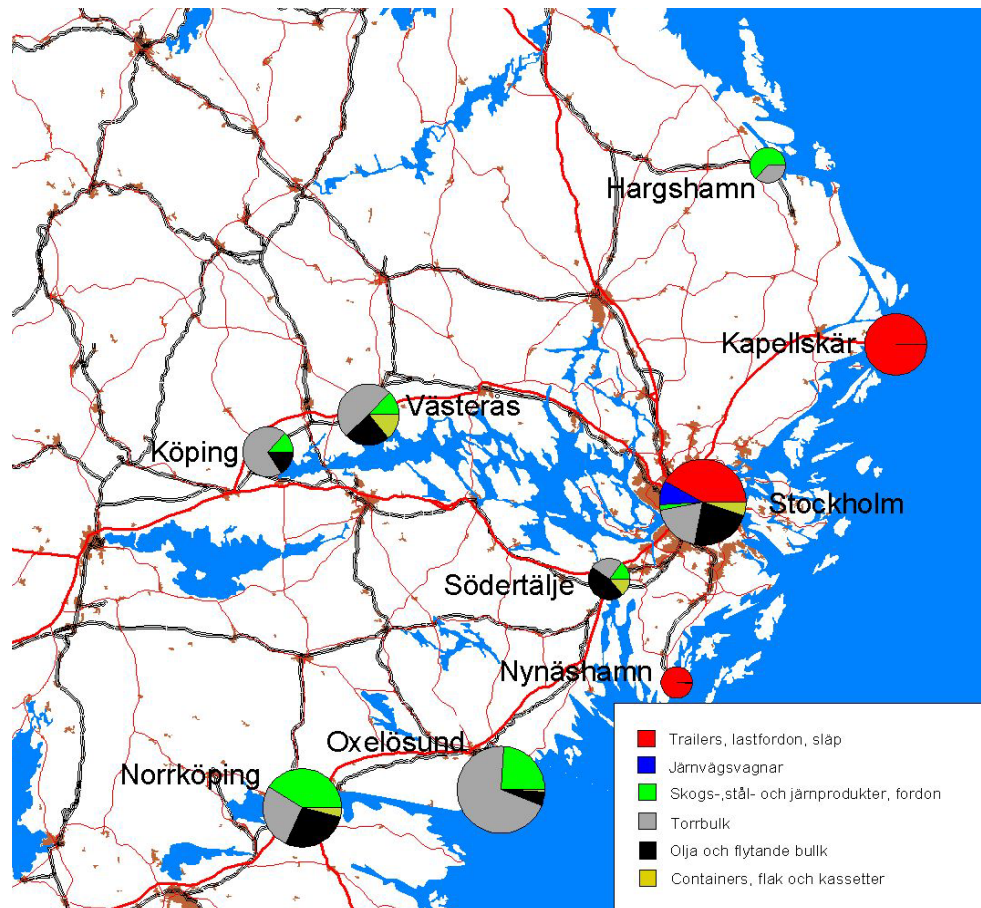 Hargshamn
Kapellskär
Västerås
Köping
Stockholm
Södertälje
Nynäshamn
Oxelösund
Norrköping
Trailers, lastfordon, släp
Järnvägsvagnar
Skogs-,stål- och järnprodukter, fordon
Torrbulk
Olja och flytande bullk
Containers, flak och kassetter